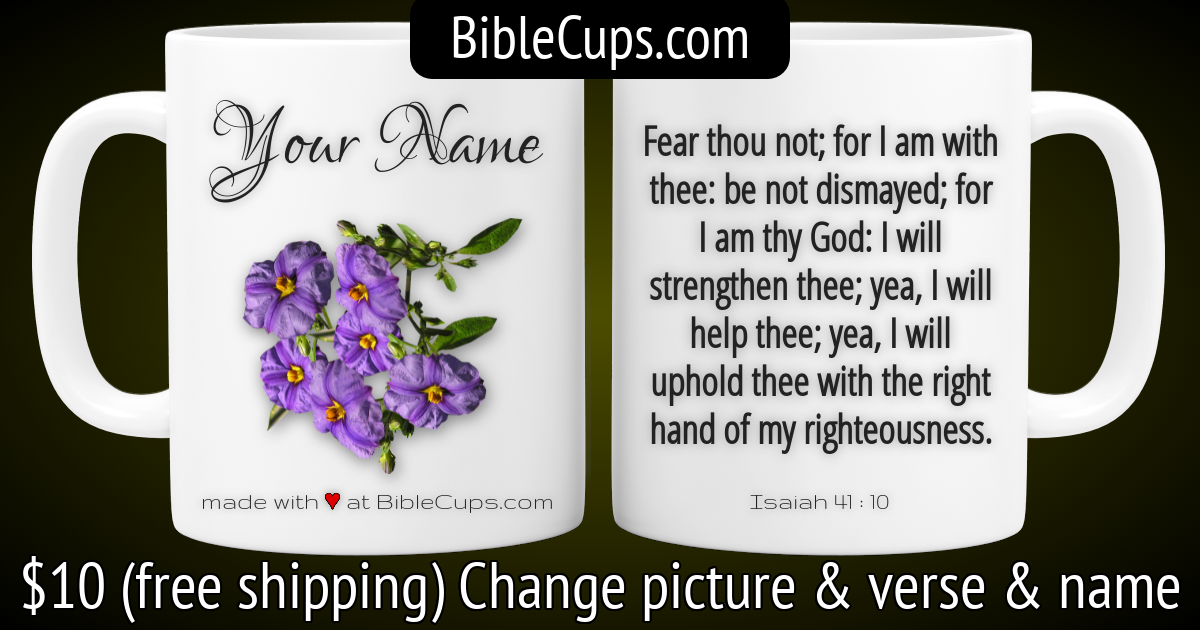 BibleCups.com
Your Name
made with ♥ at BibleCups.com
Fear thou not; for I am with
thee: be not dismayed; for
I am thy God: I will
strengthen thee; yea, I will
help thee; yea, I will
uphold thee with the right
hand of my righteousness.
Isaiah 41 : 10
$10 (free shipping) Change picture & verse & name